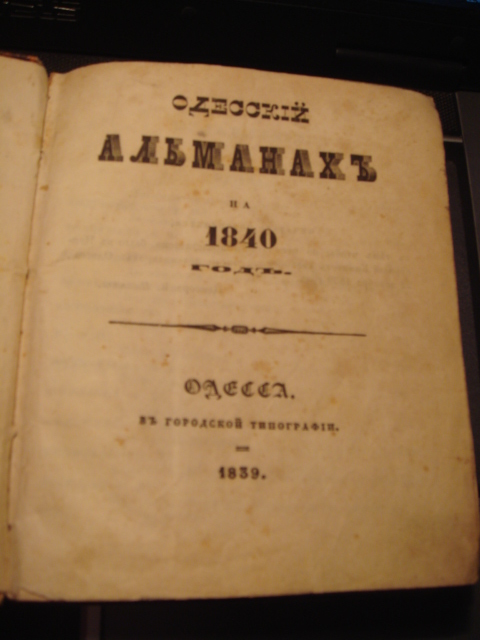 ОДЕССКІЙ
АЛЬМАНАХЪ
НА
1840
ГОДЪ.
ОДЕССА.
ВЪ ГОРОДСКОЙ ТИПОГРАФІИ.
1839.